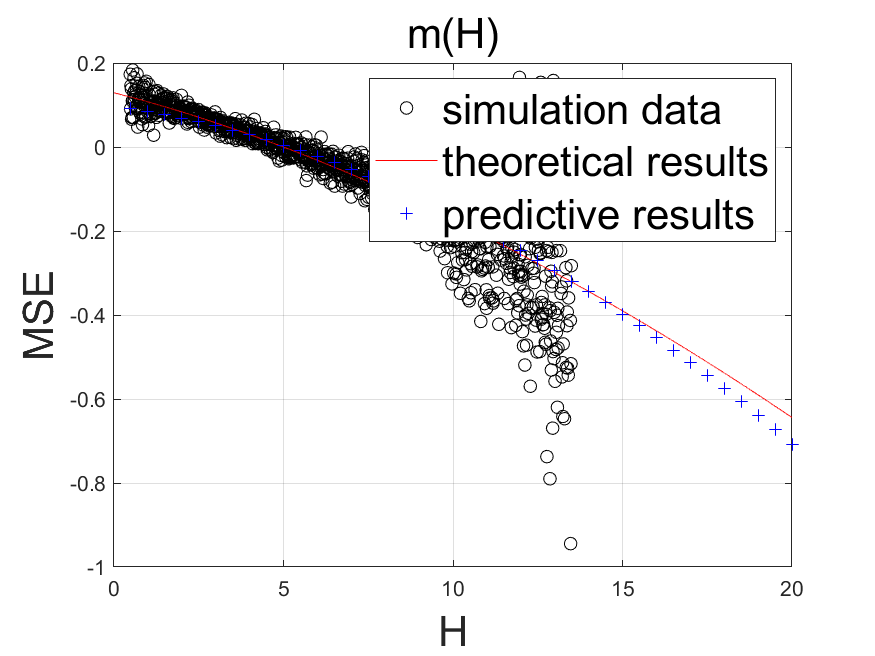 m(H)
0.2
0
-0.2
-0.4
-0.6
-0.8
-1
MSE
simulation data
theoretical results
predictive results
0 5 10 15 20
H